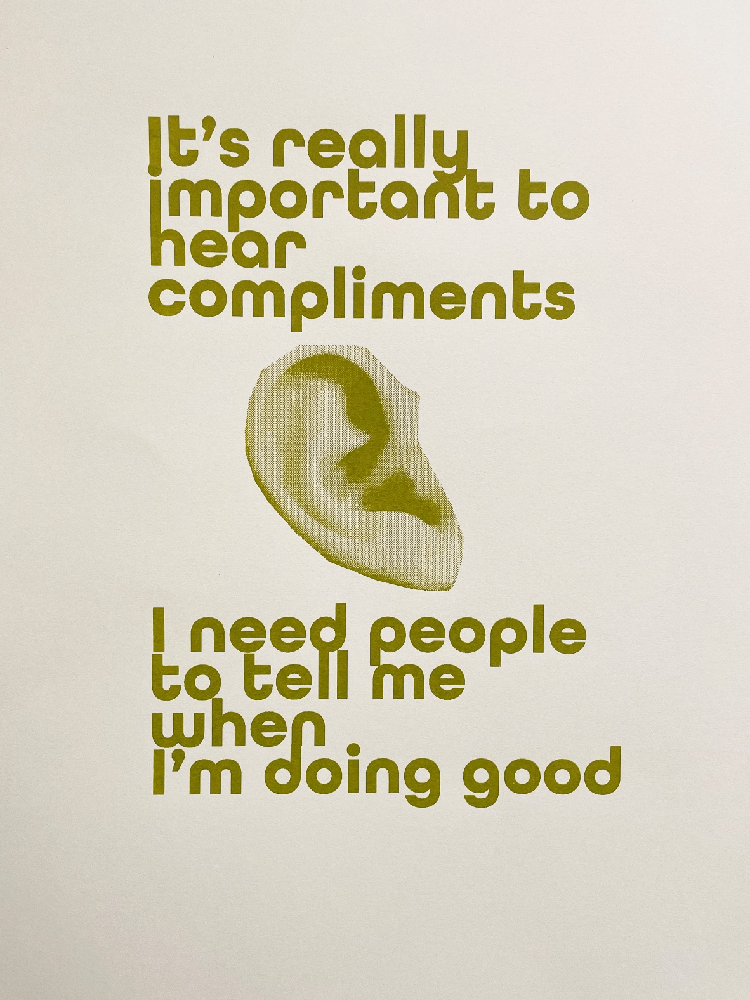 It's really
important to
hear
compliments
I need people
to tell me
when
I'm doing good